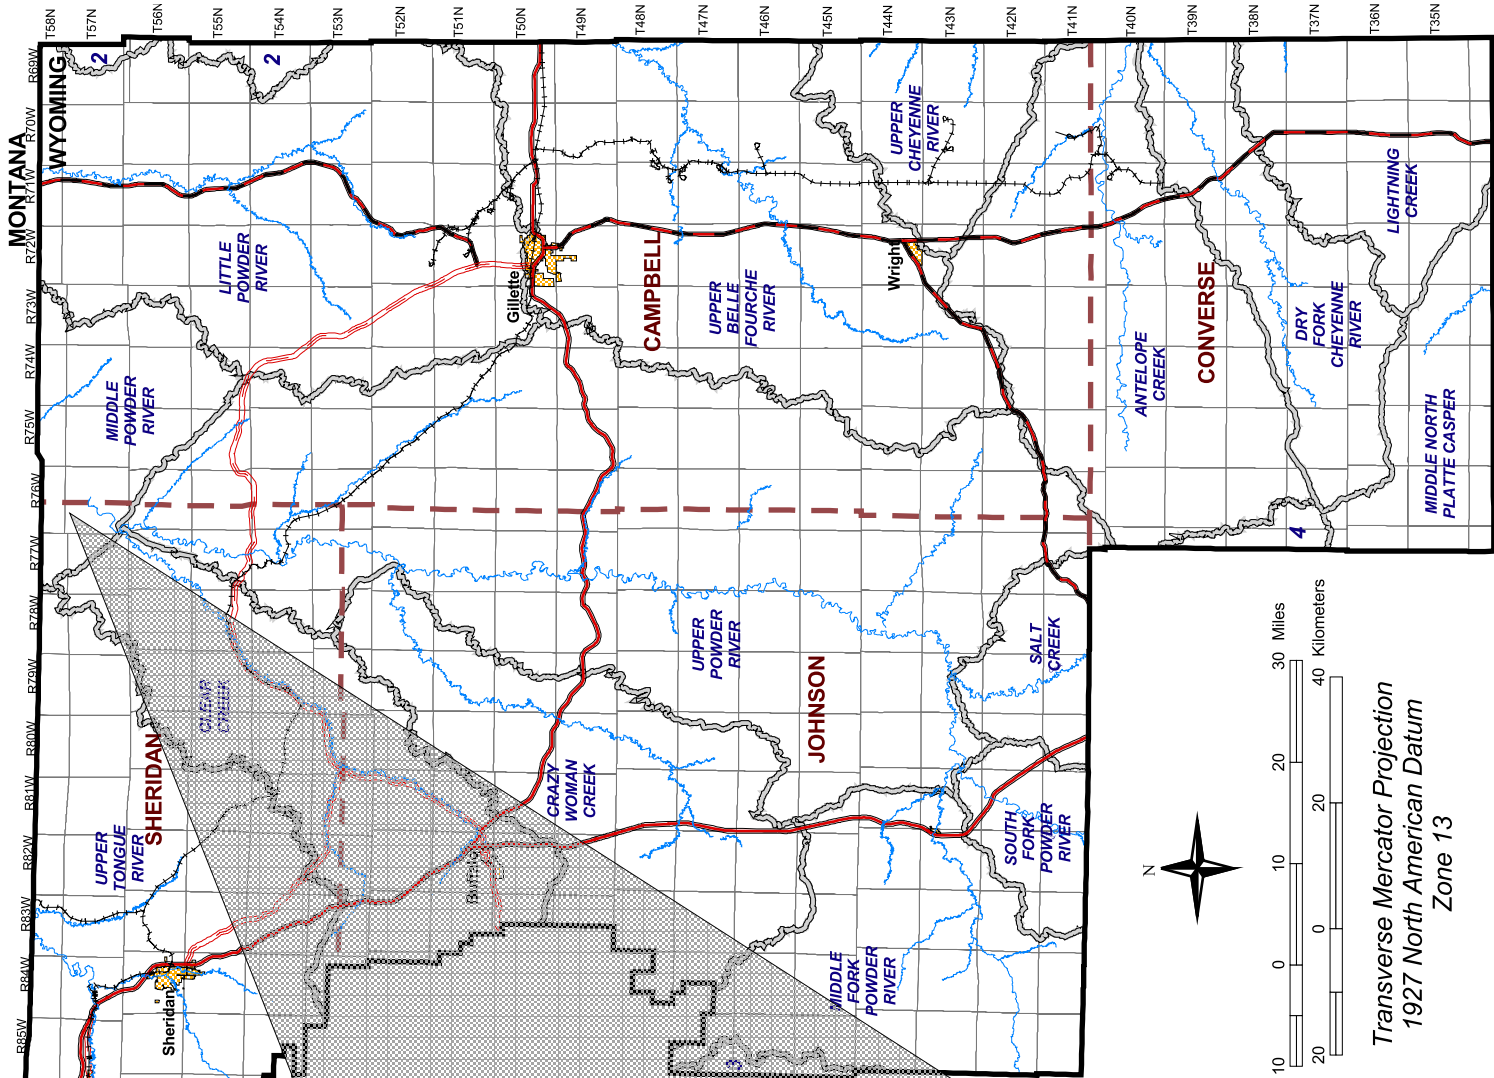 MONTANA
WYOMING
T58N
T57N
T56N
T55N
T54N
T53N
T52N
T51N
T50N
T49N
T48N
T47N
T46N
T45N
T44N
T43N
T42N
T41N
T40N
T39N
T38N
T37N
T36N
T35N
R69W
R70W
R71W
R72W
R73W
R74W
R75W
R76W
R77W
R78W
R79W
R80W
R81W
R82W
R83W
R84W
R85W
2
2
UPPER
CHEYENNE
RIVER
LIGHTNING
CREEK
LITTLE
POWDER
RIVER
Gillette
CAMPBELL
UPPER
BELLE
FOURCHE
RIVER
Wright
CONVERSE
DRY
FORK
CHEYENNE
RIVER
ANTELOPE
CREEK
MIDDLE
POWDER
RIVER
MIDDLE NORTH
PLATTE CASPER
4
CLEAR
CREEK
UPPER
POWDER
RIVER
SALT
CREEK
SHERIDAN
JOHNSON
CRAZY
WOMAN
CREEK
UPPER
TONGUE
RIVER
SOUTH
FORK
POWDER
RIVER
Buffalo
Sheridan
MIDDLE
FORK
POWDER
RIVER
3
N
10 0 10 20 30 Miles
20 0 20 40 Kilometers
Transverse Mercator Projection
1927 North American Datum
Zone 13